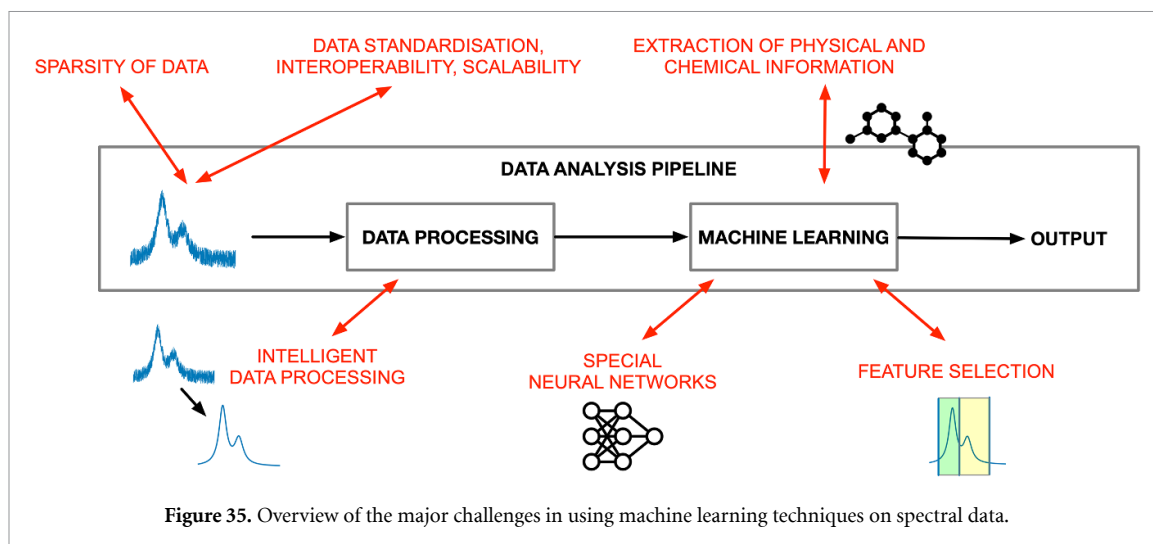 SPARSITY OF DATA
DATA STANDARDISATION,
INTEROPERABILITY, SCALABILITY
EXTRACTION OF PHYSICAL AND
CHEMICAL INFORMATION
DATA ANALYSIS PIPELINE
DATA PROCESSING
MACHINE LEARNING
OUTPUT
INTELLIGENT
DATA PROCESSING
SPECIAL
NEURAL NETWORKS
FEATURE SELECTION
Figure 35. Overview of the major challenges in using machine learning techniques on spectral data.